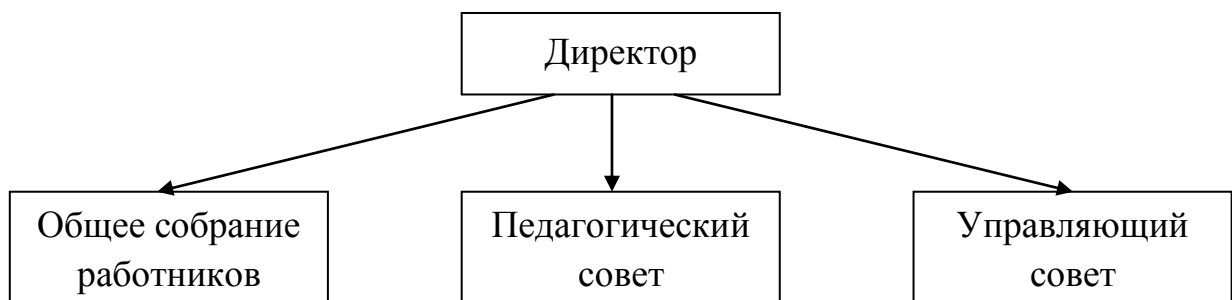 Директор
Общее собрание
работников
Педагогический
совет
Управляющий
совет